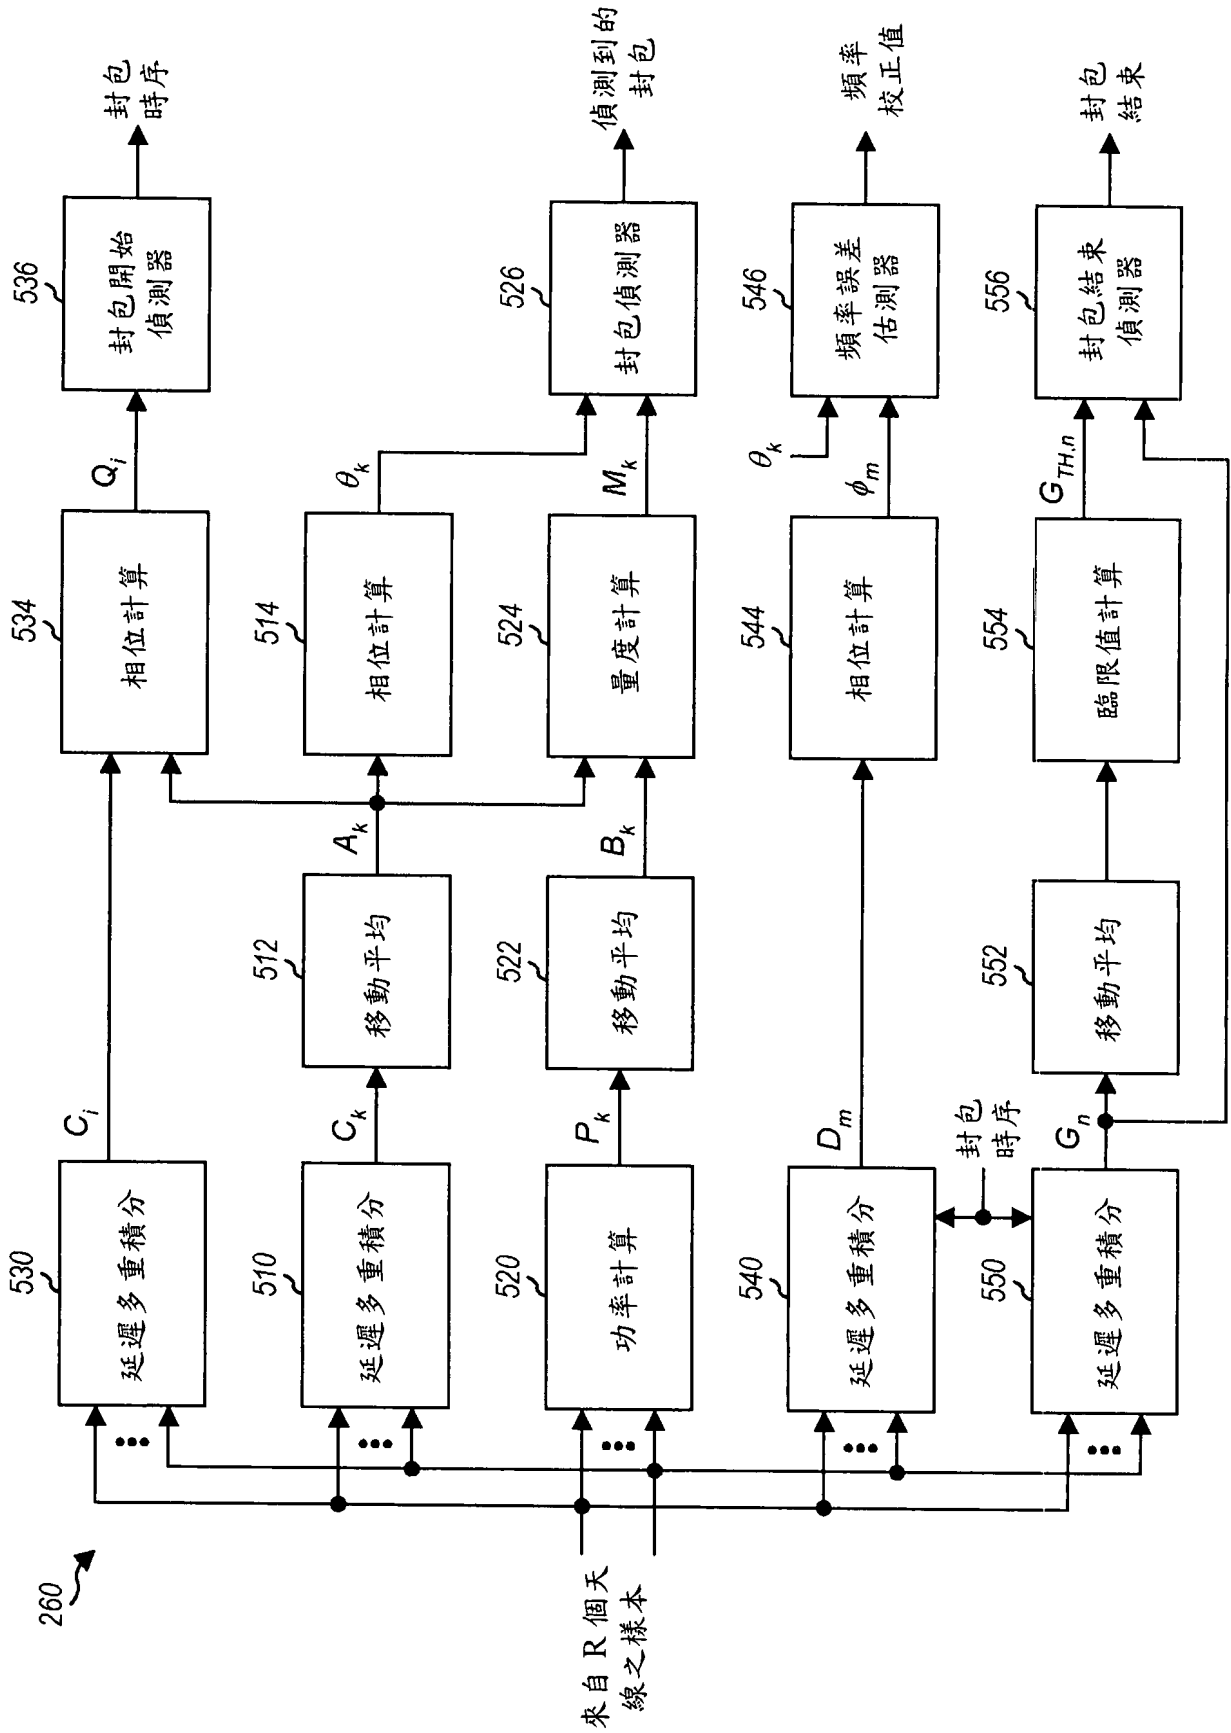 260
來自 R 個天
線之樣本
530
延遲多重積分
C_i
534
相位計算
Q_i
536
封包開始
偵測器
封包
時序
510
延遲多重積分
C_k
512
移動平均
A_k
514
相位計算
θ_k
520
功率計算
P_k
522
移動平均
B_k
524
量度計算
M_k
526
封包偵測器
偵測到的
封包
540
延遲多重積分
D_m
544
相位計算
θ_k
ϕ_m
546
頻率誤差
估測器
頻率
校正值
封包
時序
550
延遲多重積分
G_n
552
移動平均
554
臨限值計算
G_{TH,n}
556
封包結束
偵測器
封包
結束